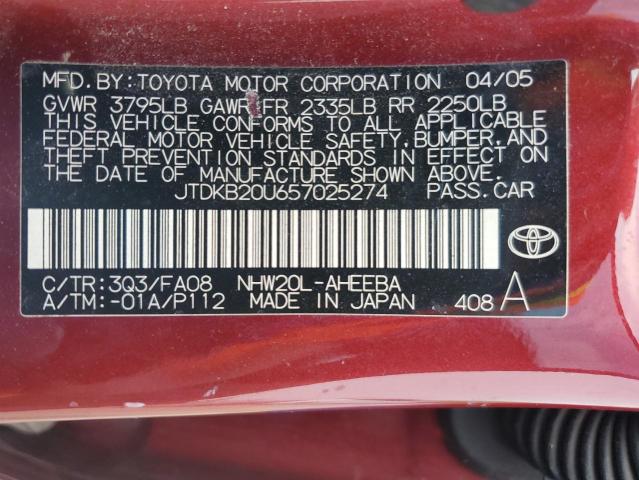 MFD. BY: TOYOTA MOTOR CORPORATION 04/05
GVWR 3795LB GAWR FR 2335LB RR 2250LB
THIS VEHICLE CONFORMS TO ALL APPLICABLE
FEDERAL MOTOR VEHICLE SAFETY, BUMPER, AND
THEFT PREVENTION STANDARDS IN EFFECT ON
THE DATE OF MANUFACTURE SHOWN ABOVE.
JTDKB20U657025274 PASS. CAR
C/TR: 3Q3/FA08 NHW20L-AHEEBA
A/TM: -01A/P112 MADE IN JAPAN 408 A